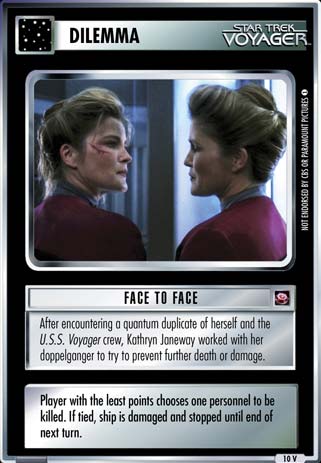 DILEMMA
STAR TREK
VOYAGER
NOT ENDORSED BY CBS OR PARAMOUNT PICTURES
FACE TO FACE
After encountering a quantum duplicate of herself and the
U.S.S. Voyager crew, Kathryn Janeway worked with her
doppelganger to try to prevent further death or damage.
Player with the least points chooses one personnel to
be killed. If tied, ship is damaged and stopped until end of
next turn.
10 V